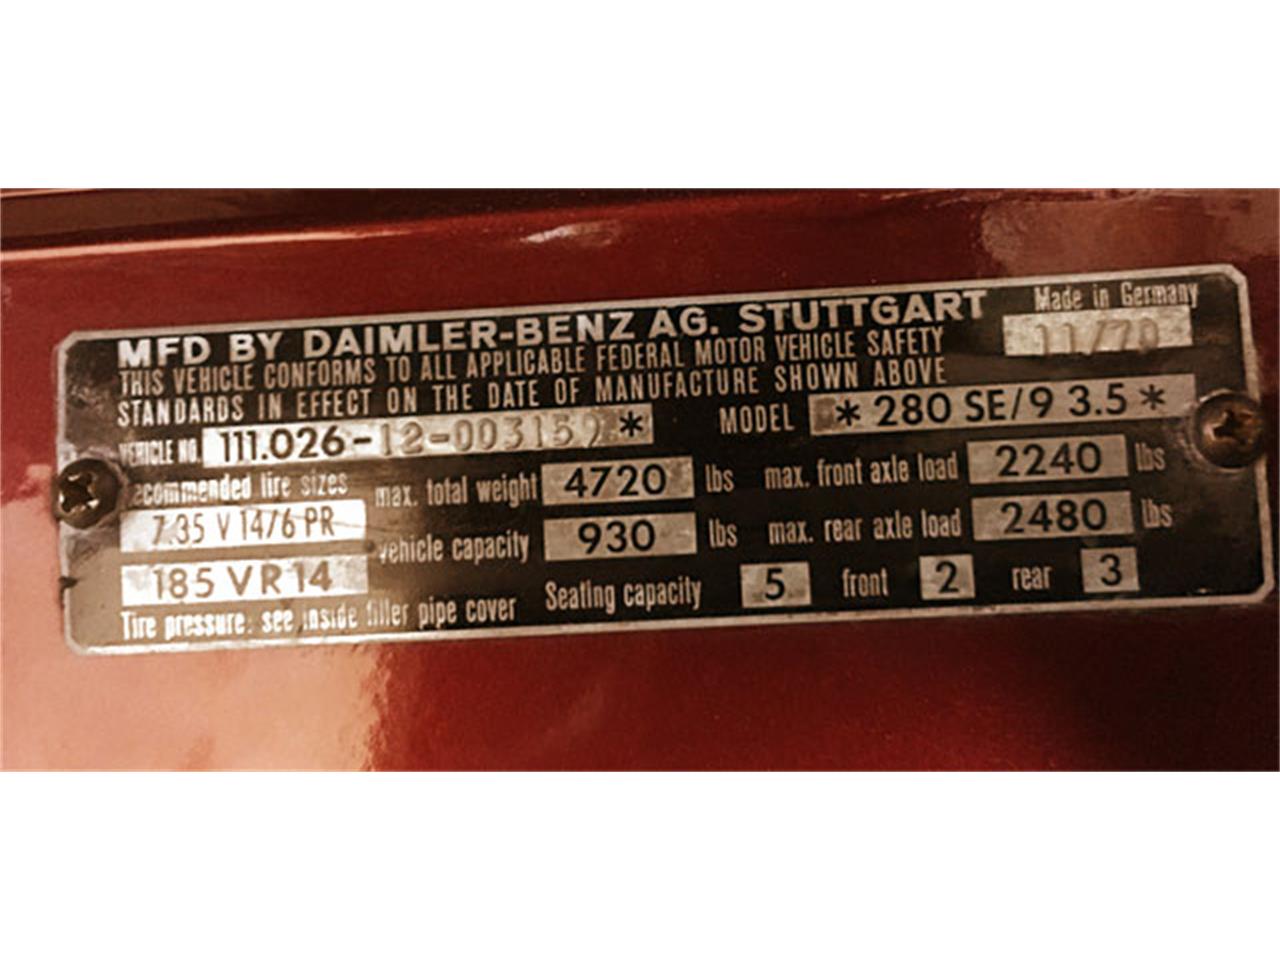 MFD BY DAIMLER-BENZ AG. STUTTGART Made in Germany
THIS VEHICLE CONFORMS TO ALL APPLICABLE FEDERAL MOTOR VEHICLE SAFETY 11/70
STANDARDS IN EFFECT ON THE DATE OF MANUFACTURE SHOWN ABOVE
VEHICLE NO. 111.026-12-003159 * MODEL * 280 SE/9 3.5 *
recommended tire sizes max. total weight 4720 lbs max. front axle load 2240 lbs
7.35 V 14/6 PR vehicle capacity 930 lbs max. rear axle load 2480 lbs
185 VR 14 Seating capacity 5 front 2 rear 3
Tire pressure: see inside filler pipe cover